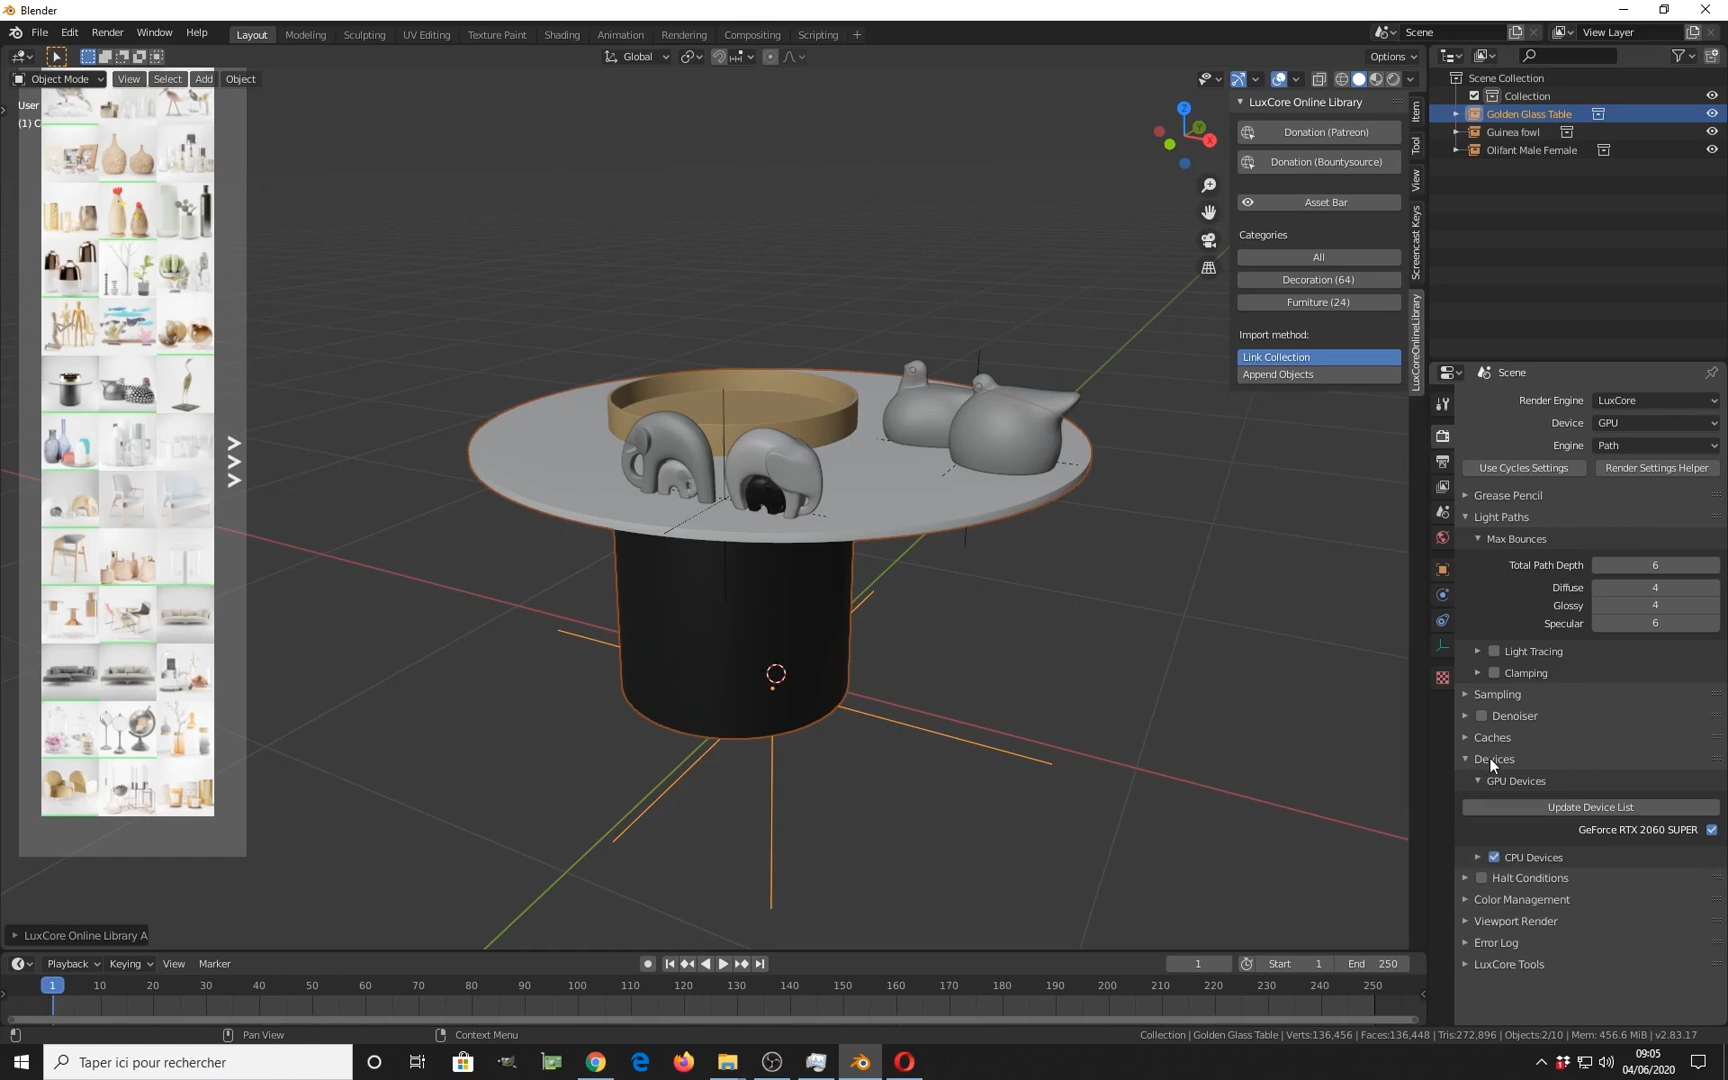 Blender
File Edit Render Window Help
Layout Modeling Sculpting UV Editing Texture Paint Shading Animation Rendering Compositing Scripting +
Scene
View Layer
Global
Options
Object Mode View Select Add Object
User
(1) C
LuxCore Online Library
Donation (Patreon)
Donation (Bountysource)
Asset Bar
Categories
All
Decoration (64)
Furniture (24)
Import method:
Link Collection
Append Objects
Item
Tool
View
Screencast Keys
LuxCoreOnlineLibrary
X
Y
Z
Scene Collection
Collection
Golden Glass Table
Guinea fowl
Olifant Male Female
Scene
Render Engine LuxCore
Device GPU
Engine Path
Use Cycles Settings Render Settings Helper
Grease Pencil
Light Paths
Max Bounces
Total Path Depth 6
Diffuse 4
Glossy 4
Specular 6
Light Tracing
Clamping
Sampling
Denoiser
Caches
Devices
GPU Devices
Update Device List
GeForce RTX 2060 SUPER
CPU Devices
Halt Conditions
Color Management
Viewport Render
Error Log
LuxCore Tools
LuxCore Online Library A
Playback Keying View Marker
1 Start 1 End 250
1 10 20 30 40 50 60 70 80 90 100 110 120 130 140 150 160 170 180 190 200 210 220 230 240 250
Pan View Context Menu
Collection | Golden Glass Table | Verts:136,456 | Faces:136,448 | Tris:272,896 | Objects:2/10 | Mem: 456.6 MiB | v2.83.17
Taper ici pour rechercher
09:05
04/06/2020